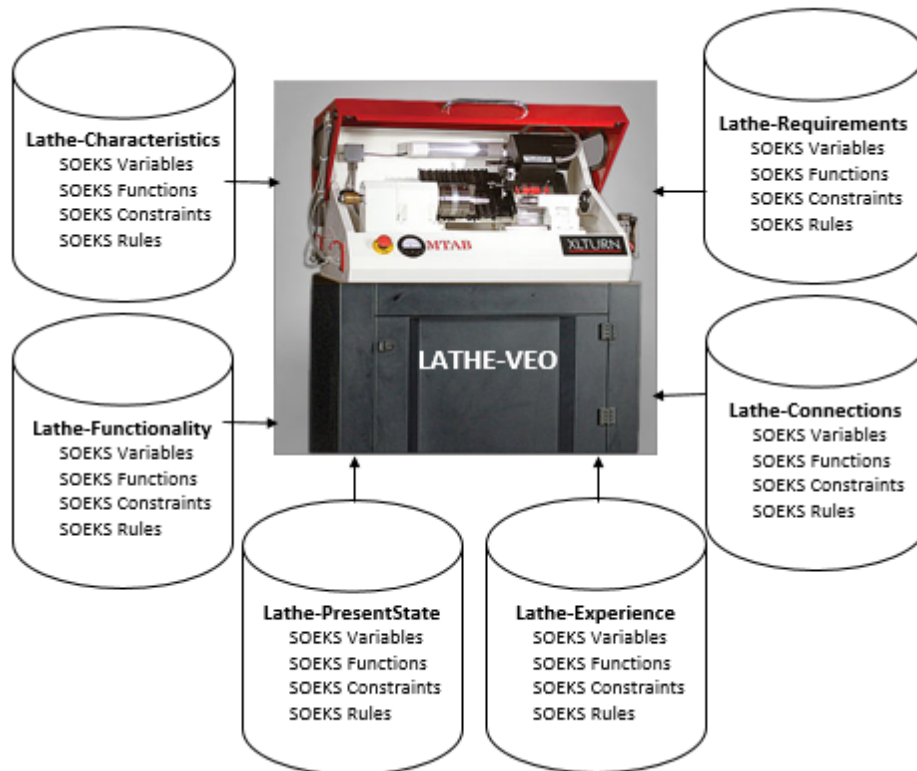 Lathe-Characteristics
SOEKS Variables
SOEKS Functions
SOEKS Constraints
SOEKS Rules
Lathe-Requirements
SOEKS Variables
SOEKS Functions
SOEKS Constraints
SOEKS Rules
MTAB
XLTURN
LATHE-VEO
Lathe-Functionality
SOEKS Variables
SOEKS Functions
SOEKS Constraints
SOEKS Rules
Lathe-Connections
SOEKS Variables
SOEKS Functions
SOEKS Constraints
SOEKS Rules
Lathe-PresentState
SOEKS Variables
SOEKS Functions
SOEKS Constraints
SOEKS Rules
Lathe-Experience
SOEKS Variables
SOEKS Functions
SOEKS Constraints
SOEKS Rules